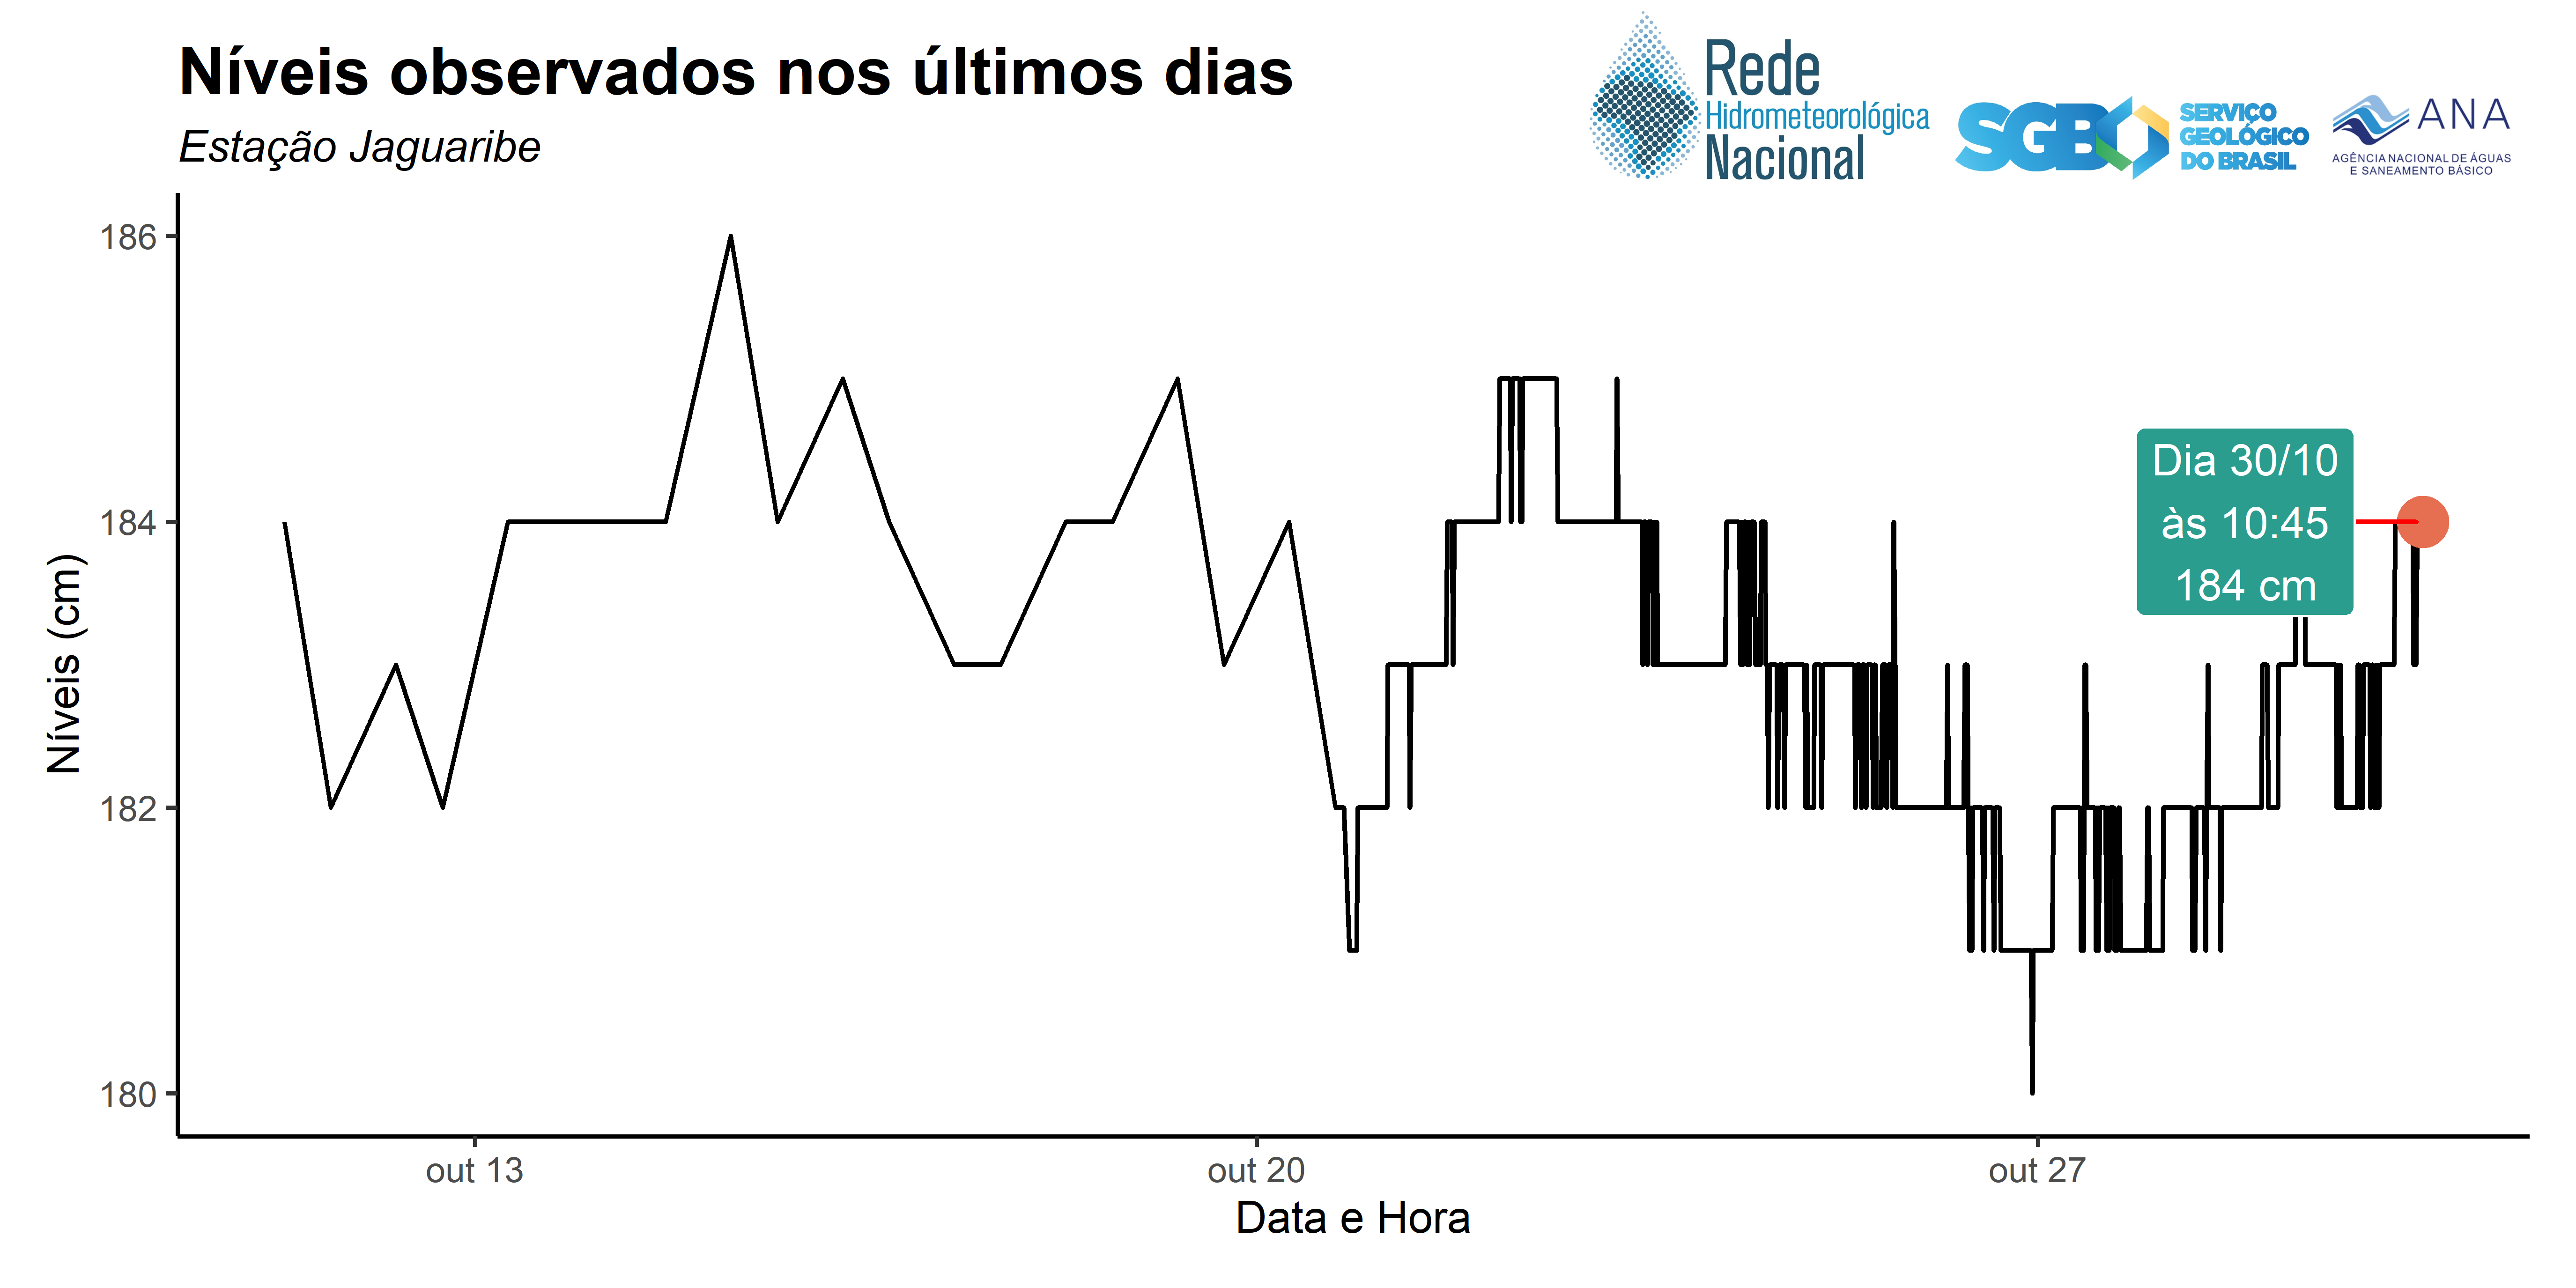 Níveis observados nos últimos dias
Estação Jaguaribe
Rede
Hidrometeorológica
Nacional
SGB
SERVIÇO
GEOLÓGICO
DO BRASIL
ANA
AGÊNCIA NACIONAL DE ÁGUAS
E SANEAMENTO BÁSICO
Níveis (cm)
186
184
182
180
Dia 30/10
às 10:45
184 cm
out 13
out 20
out 27
Data e Hora